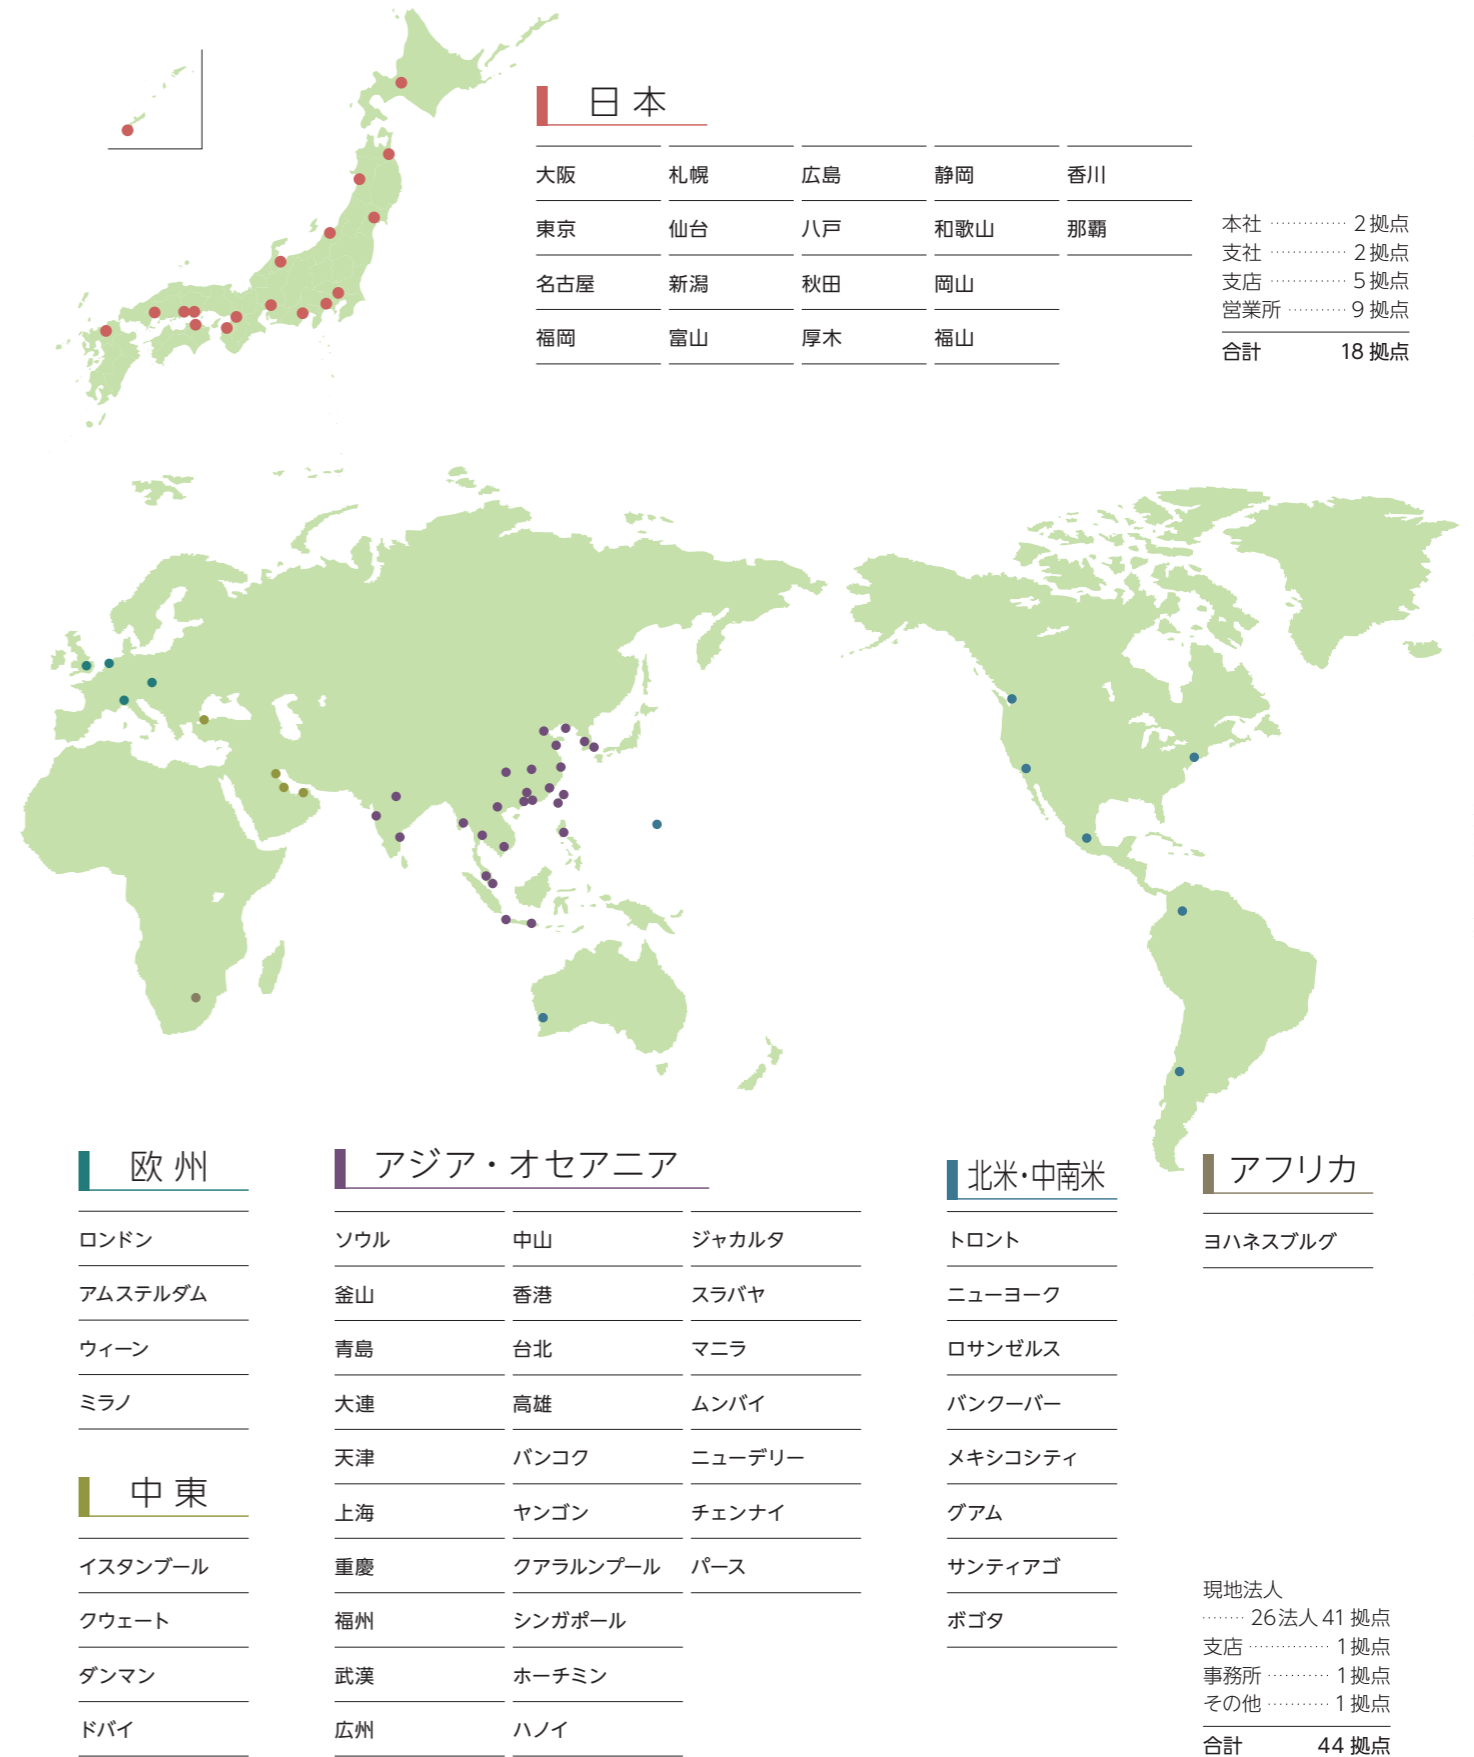 日本
大阪 札幌 広島 静岡 香川
東京 仙台 八戸 和歌山 那覇
名古屋 新潟 秋田 岡山
福岡 富山 厚木 福山
本社 ·············· 2 拠点
支社 ·············· 2 拠点
支店 ·············· 5 拠点
営業所 ··········· 9 拠点
合計 18 拠点
欧州
ロンドン
アムステルダム
ウィーン
ミラノ
中東
イスタンブール
クウェート
ダンマン
ドバイ
アジア・オセアニア
ソウル 中山 ジャカルタ
釜山 香港 スラバヤ
青島 台北 マニラ
大連 高雄 ムンバイ
天津 バンコク ニューデリー
上海 ヤンゴン チェンナイ
重慶 クアラルンプール パース
福州 シンガポール
武漢 ホーチミン
広州 ハノイ
北米・中南米
トロント
ニューヨーク
ロサンゼルス
バンクーバー
メキシコシティ
グアム
サンティアゴ
ボゴタ
アフリカ
ヨハネスブルグ
現地法人
········ 26法人 41 拠点
支店 ··············· 1 拠点
事務所 ··········· 1 拠点
その他 ··········· 1 拠点
合計 44 拠点